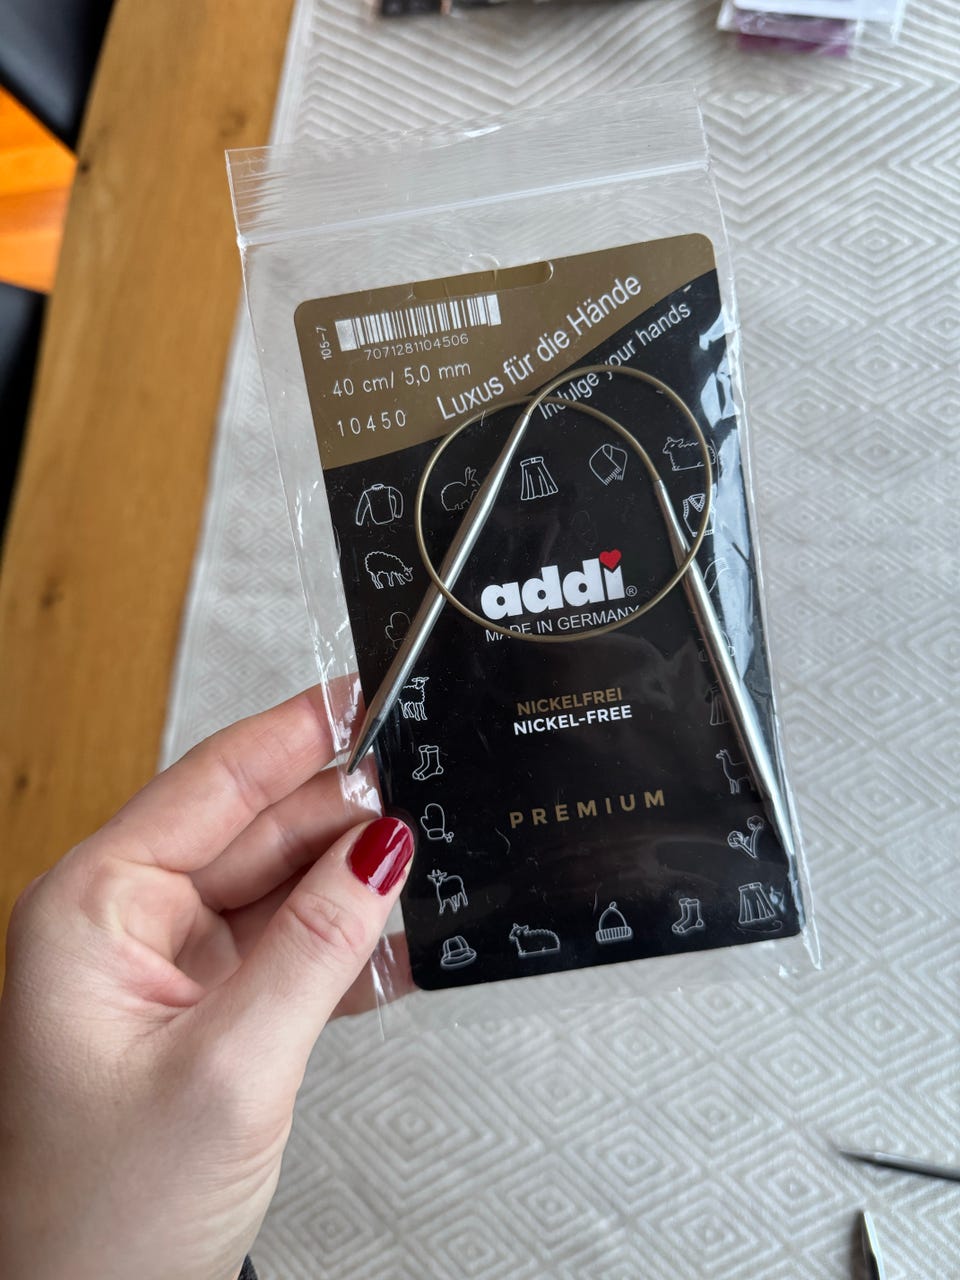 105-7
7071281104506
40 cm/ 5,0 mm
10450
Luxus für die Hände
Indulge your hands
addi®
MADE IN GERMANY
NICKELFREI
NICKEL-FREE
PREMIUM